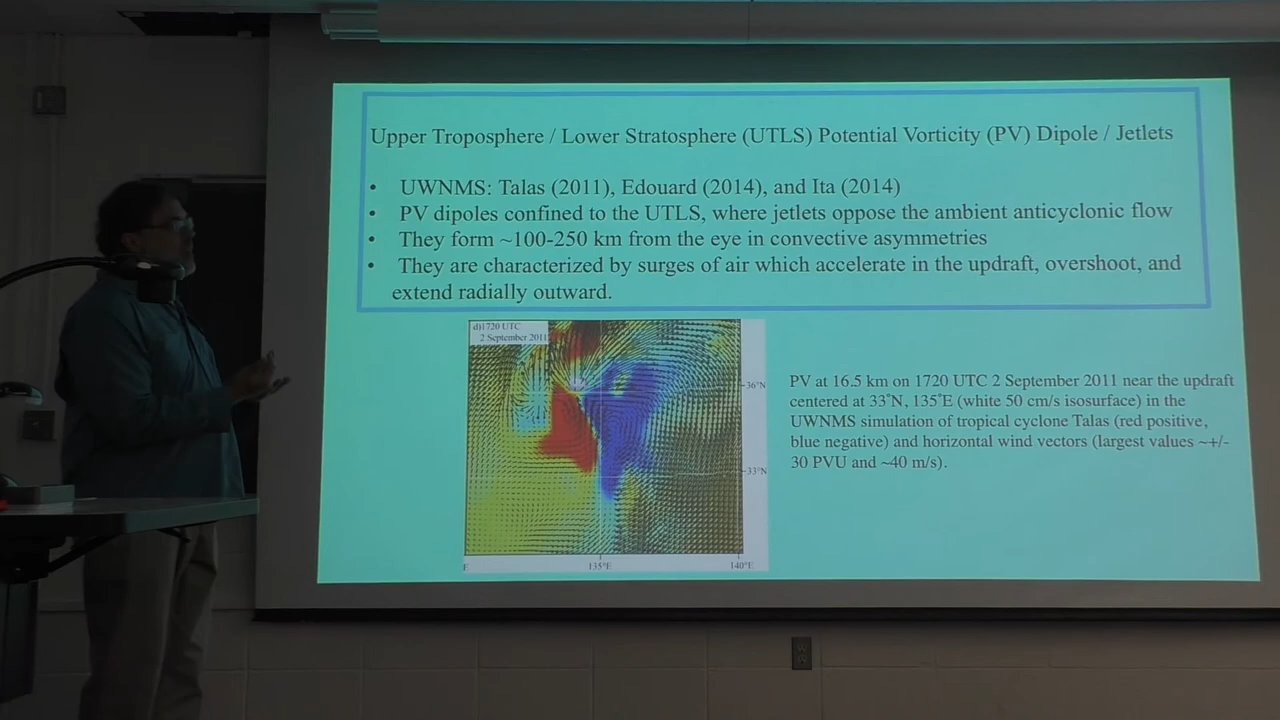 Upper Troposphere / Lower Stratosphere (UTLS) Potential Vorticity (PV) Dipole / Jetlets
• UWNMS: Talas (2011), Edouard (2014), and Ita (2014)
• PV dipoles confined to the UTLS, where jetlets oppose the ambient anticyclonic flow
• They form ~100-250 km from the eye in convective asymmetries
• They are characterized by surges of air which accelerate in the updraft, overshoot, and
extend radially outward.
d)1720 UTC
2 September 2011
36°N
33°N
E
135°E
140°E
PV at 16.5 km on 1720 UTC 2 September 2011 near the updraft
centered at 33°N, 135°E (white 50 cm/s isosurface) in the
UWNMS simulation of tropical cyclone Talas (red positive,
blue negative) and horizontal wind vectors (largest values ~+/-
30 PVU and ~40 m/s).